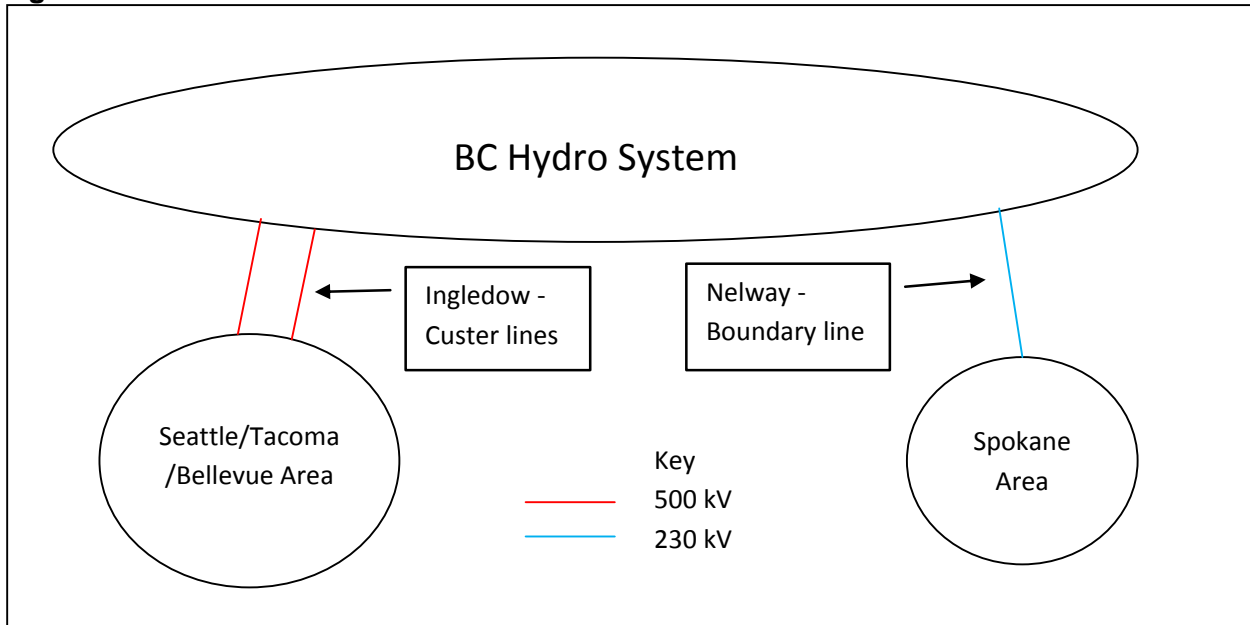 BC Hydro System
Ingledow -
Custer lines
Nelway -
Boundary line
Seattle/Tacoma
/Bellevue Area
Spokane
Area
Key
500 kV
230 kV